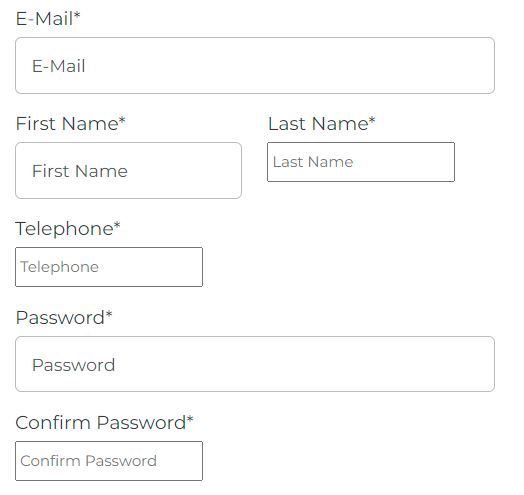 E-Mail*
E-Mail
First Name* Last Name*
First Name Last Name
Telephone*
Telephone
Password*
Password
Confirm Password*
Confirm Password